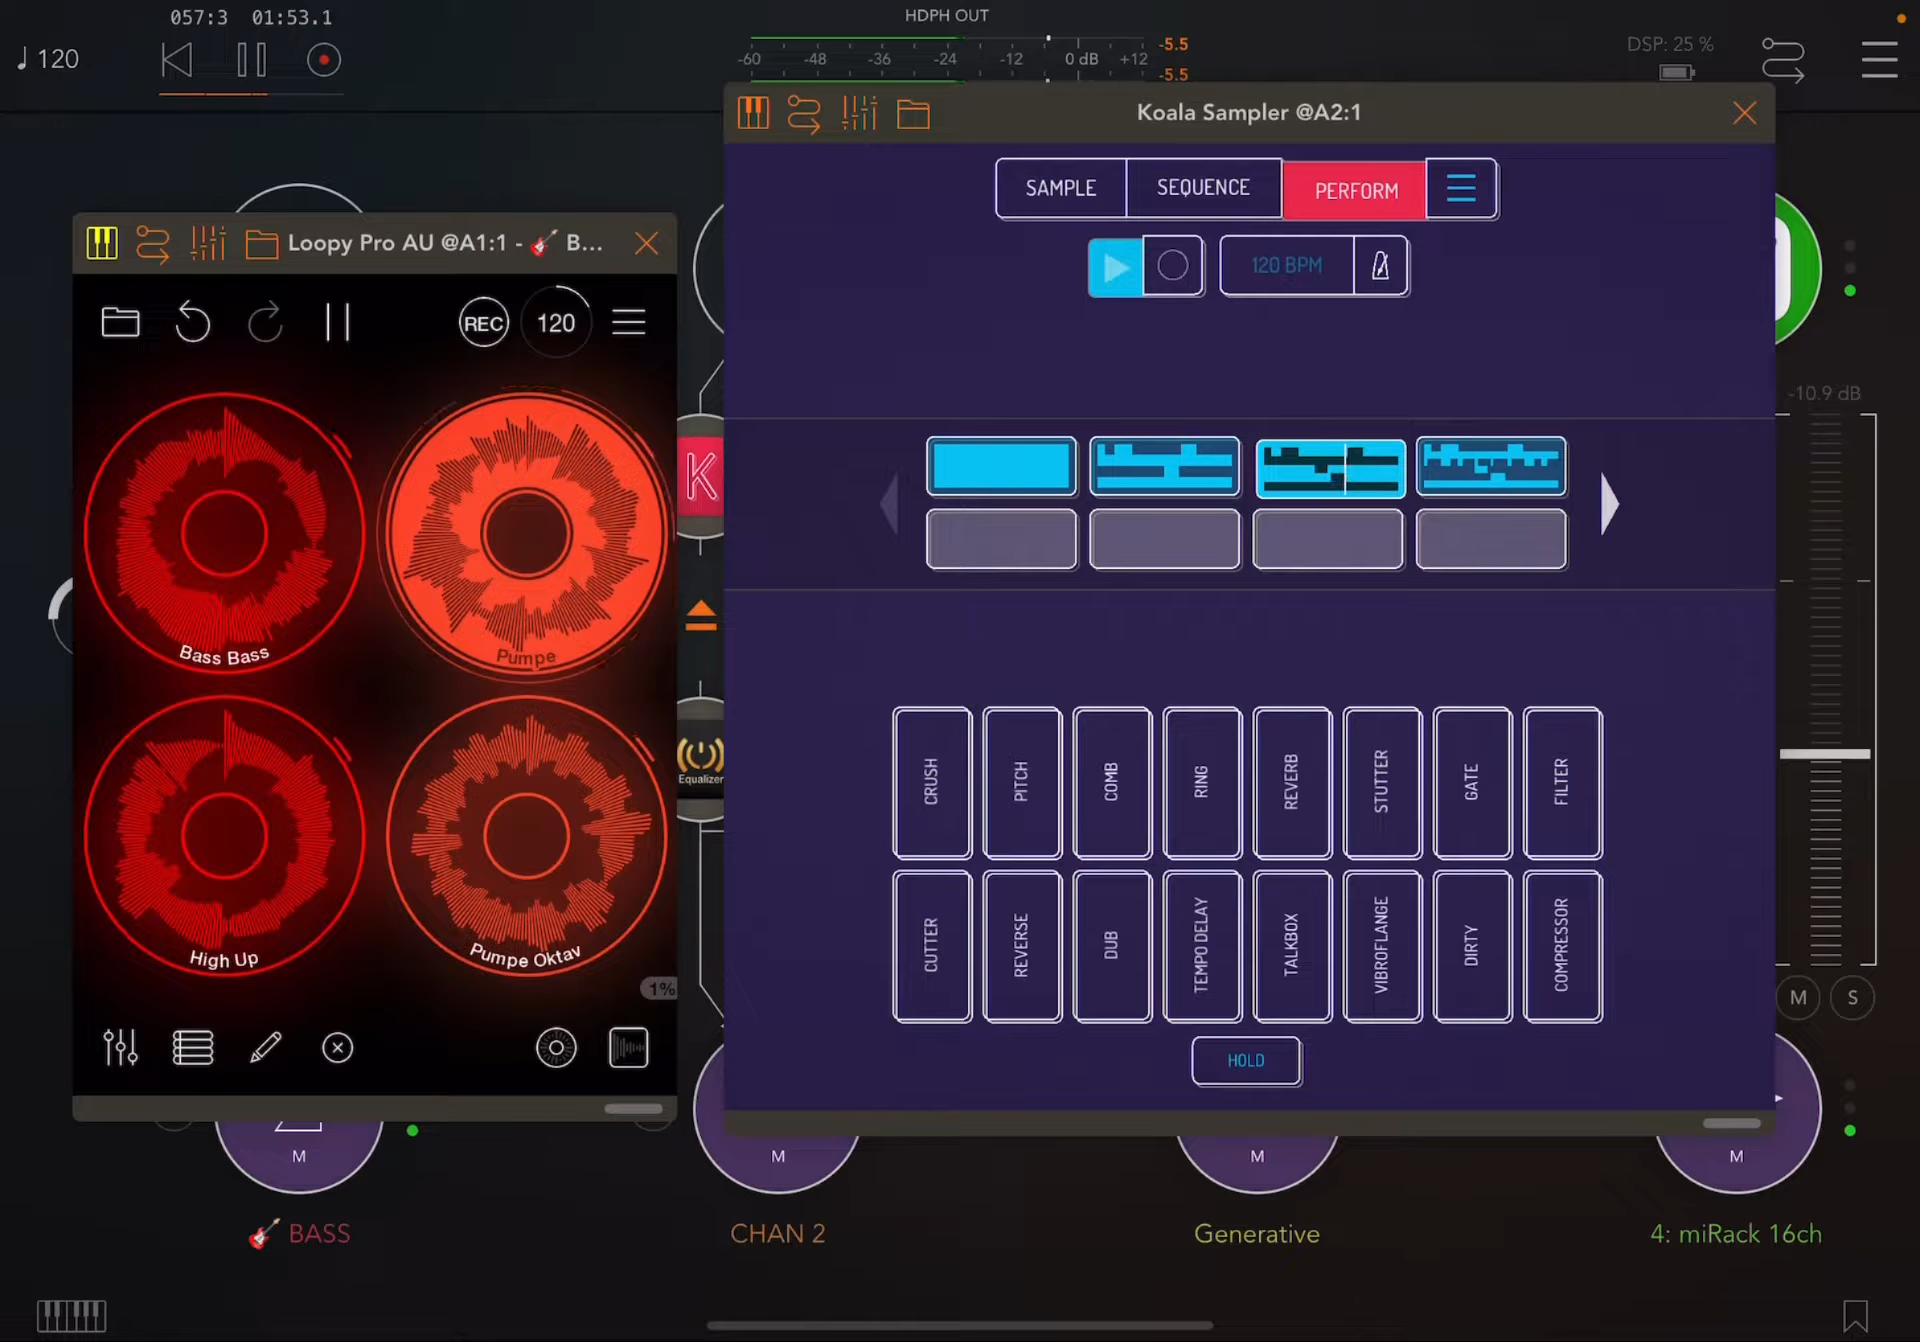 057:3 01:53.1
120
HDPH OUT
-60 -48 -36 -24 -12 0 dB +12
-5.5
-5.5
DSP: 25 %
Koala Sampler @A2:1
SAMPLE SEQUENCE PERFORM
120 BPM
Loopy Pro AU @A1:1 - 🎸 B...
REC 120
Bass Bass
Pumpe
High Up
Pumpe Oktav
1%
K
Equalizer
-10.9 dB
CRUSH PITCH COMB RING REVERB STUTTER GATE FILTER
CUTTER REVERSE DUB TEMPO DELAY TALKBOX VIBROFLANGE DIRTY COMPRESSOR
HOLD
M S
M M M M
🎸 BASS
CHAN 2
Generative
4: miRack 16ch